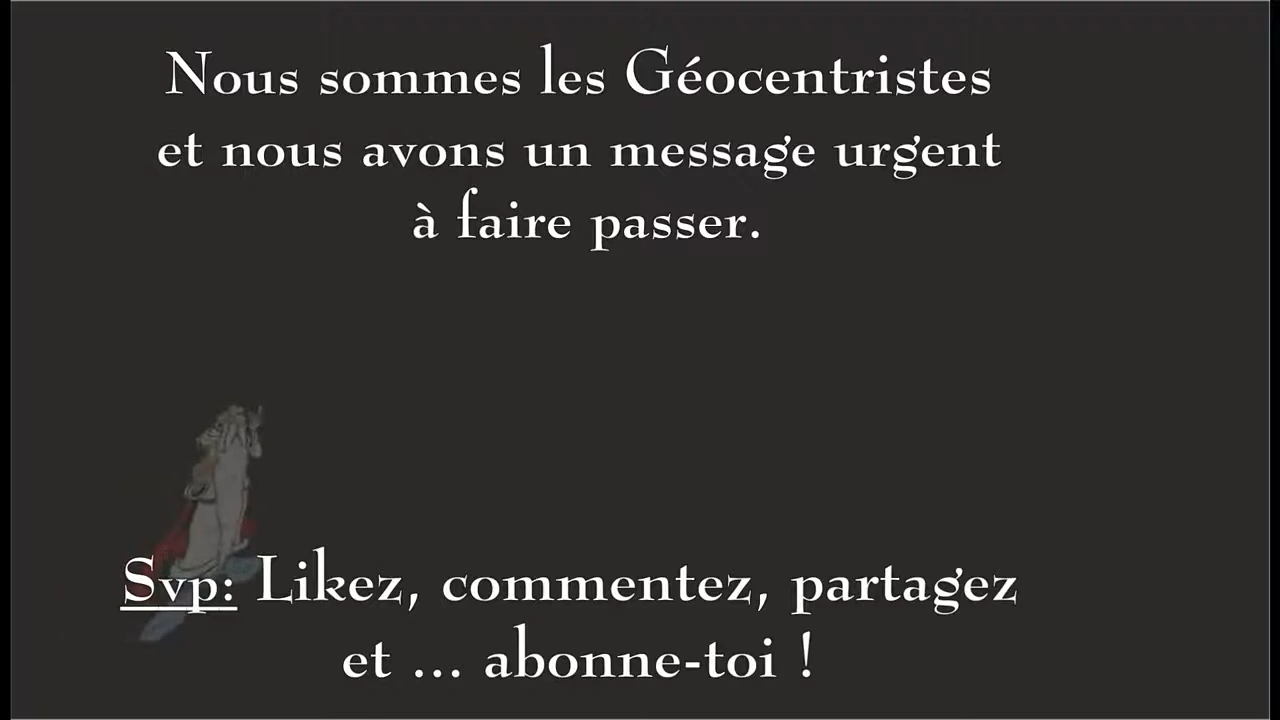 Nous sommes les Géocentristes
et nous avons un message urgent
à faire passer.
Svp: Likez, commentez, partagez
et ... abonne-toi !